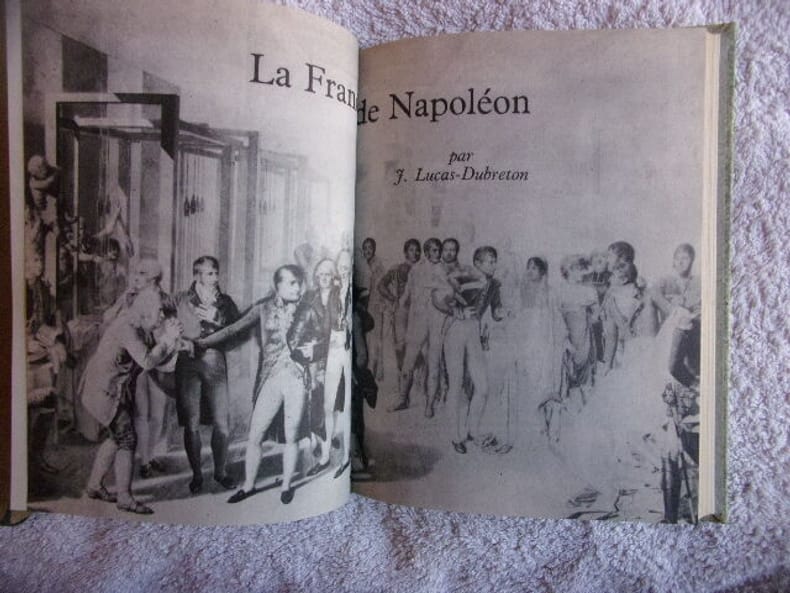 La Fran de Napoléon
par
J. Lucas-Dubreton